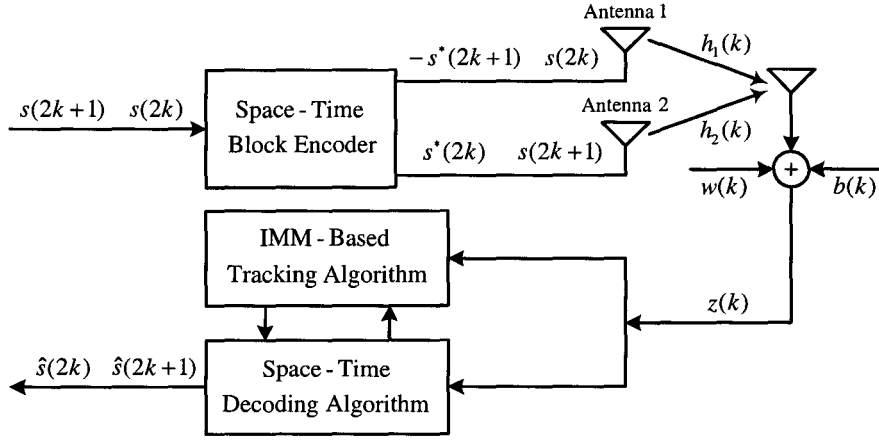 Antenna 1
−s*(2k+1) s(2k)
h₁(k)
s(2k+1) s(2k)
Space-Time
Block Encoder
Antenna 2
h₂(k)
s*(2k) s(2k+1)
+
w(k)
b(k)
IMM-Based
Tracking Algorithm
z(k)
ŝ(2k) ŝ(2k+1)
Space-Time
Decoding Algorithm